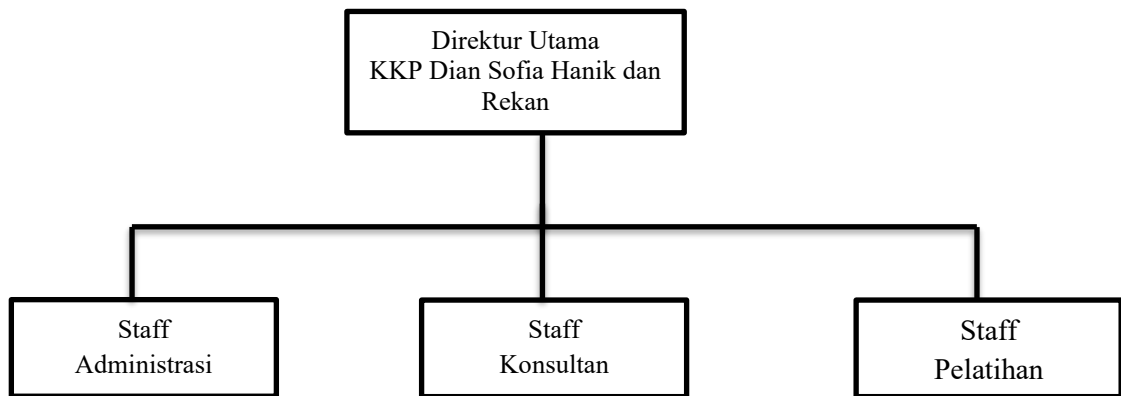 Direktur Utama
KKP Dian Sofia Hanik dan
Rekan
Staff
Administrasi
Staff
Konsultan
Staff
Pelatihan